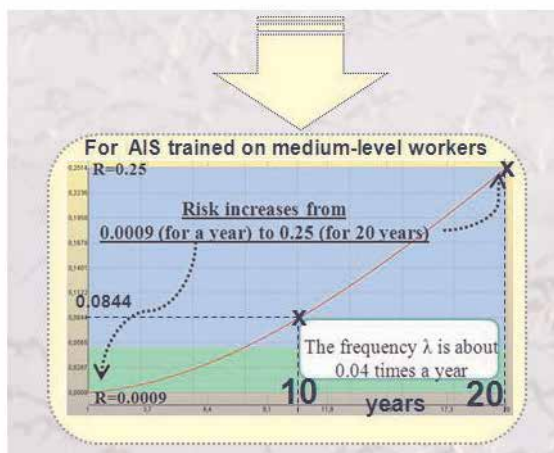 For AIS trained on medium-level workers
R=0.25
Risk increases from
0.0009 (for a year) to 0.25 (for 20 years)
0.0844
The frequency λ is about
0.04 times a year
R=0.0009
10
20
years